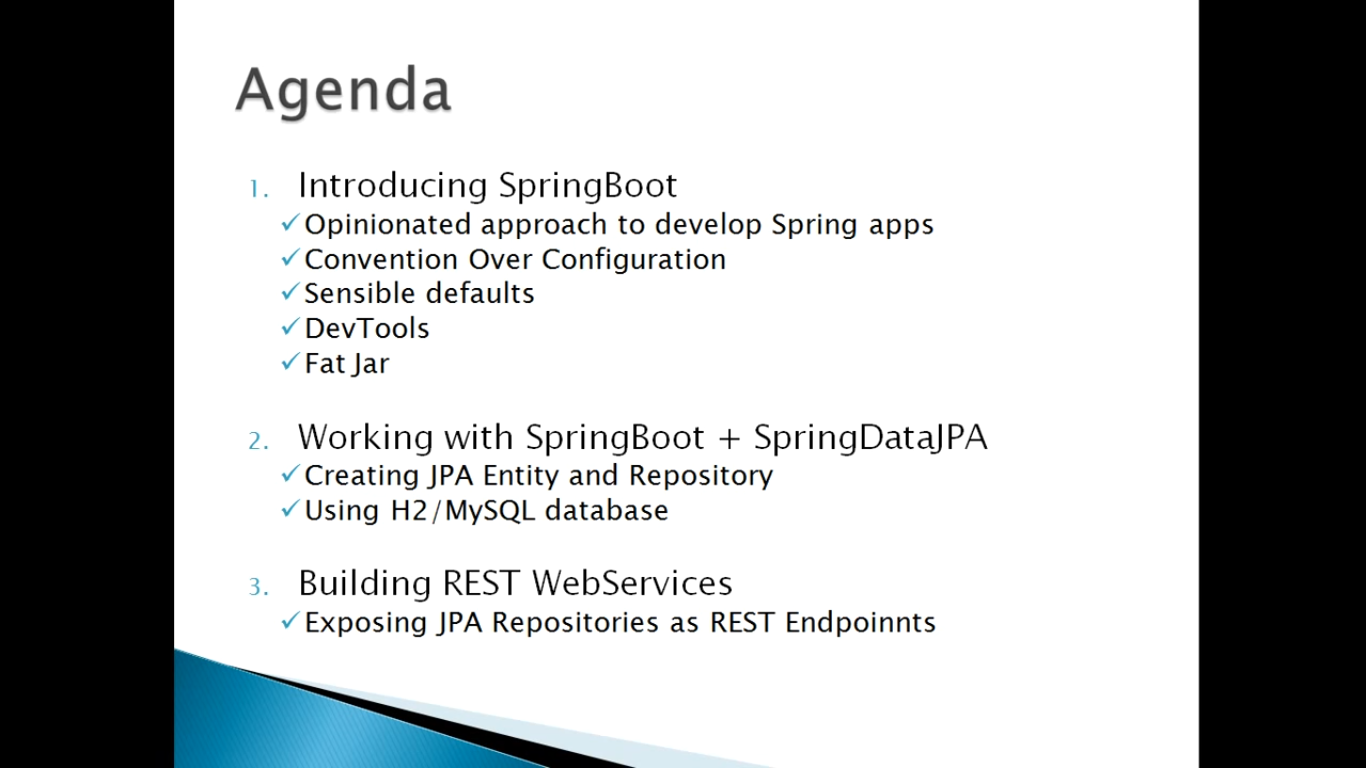 Agenda
1. Introducing SpringBoot
✓Opinionated approach to develop Spring apps
✓Convention Over Configuration
✓Sensible defaults
✓DevTools
✓Fat Jar
2. Working with SpringBoot + SpringDataJPA
✓Creating JPA Entity and Repository
✓Using H2/MySQL database
3. Building REST WebServices
✓Exposing JPA Repositories as REST Endpoinnts